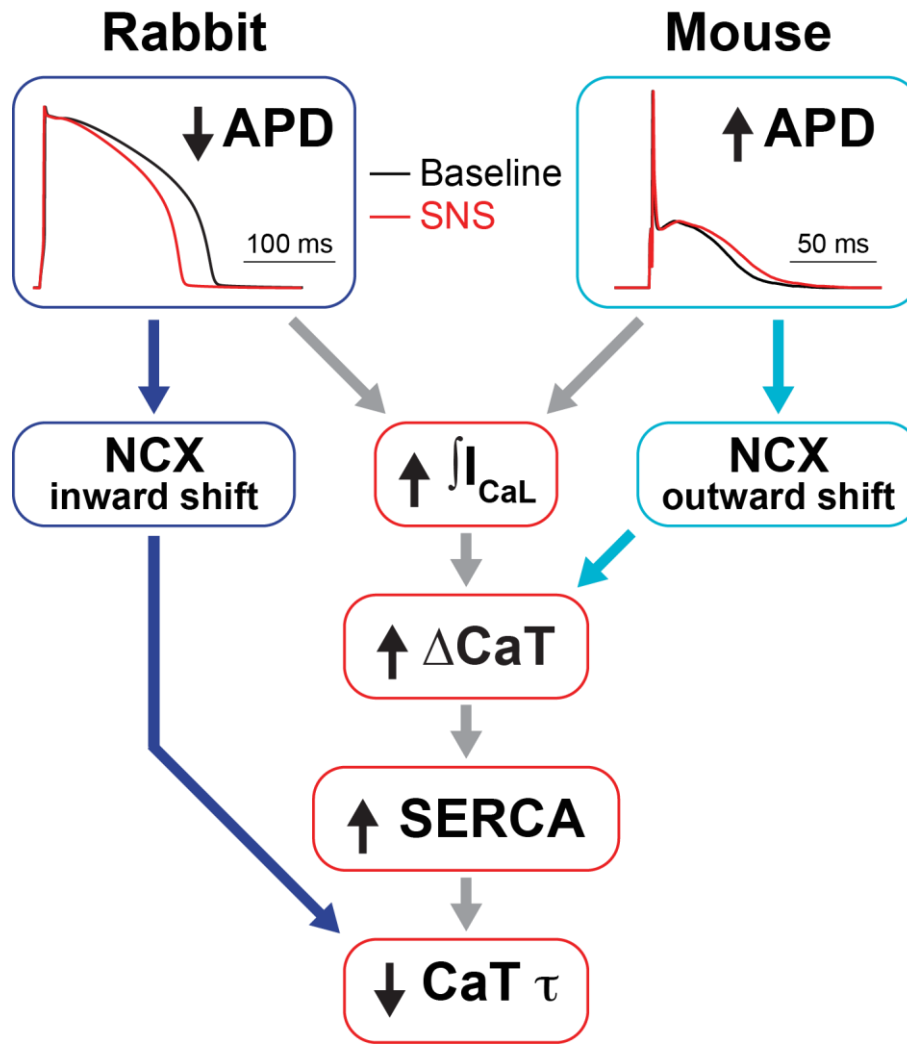 Rabbit
Mouse
↓ APD
↑ APD
Baseline
SNS
100 ms
50 ms
NCX
inward shift
↑ ∫I_CaL
NCX
outward shift
↑ ΔCaT
↑ SERCA
↓ CaT τ